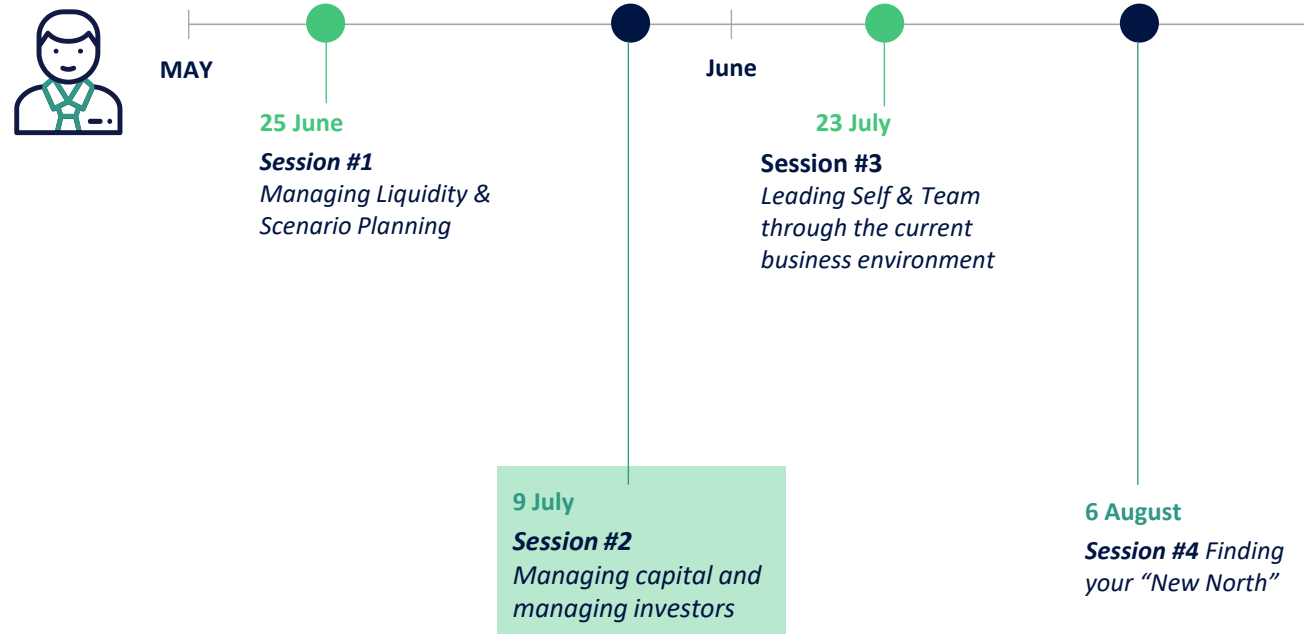 MAY
June
25 June
Session #1
Managing Liquidity &
Scenario Planning
23 July
Session #3
Leading Self & Team
through the current
business environment
9 July
Session #2
Managing capital and
managing investors
6 August
Session #4 Finding
your “New North”